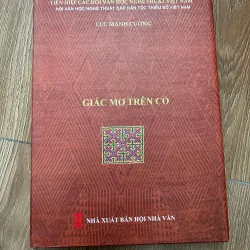 LIÊN HIỆP CÁC HỘI VĂN HỌC NGHỆ THUẬT VIỆT NAM
HỘI VĂN HỌC NGHỆ THUẬT CÁC DÂN TỘC THIỂU SỐ VIỆT NAM
LỤC MẠNH CƯỜNG
GIẤC MƠ TRÊN CỎ
NHÀ XUẤT BẢN HỘI NHÀ VĂN